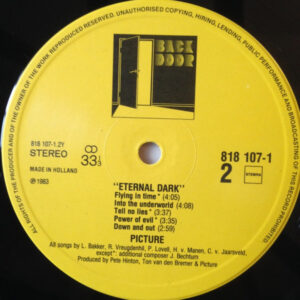 ALL RIGHTS OF THE PRODUCER AND OF THE OWNER OF THE WORK REPRODUCED RESERVED. UNAUTHORISED COPYING, HIRING, LENDING, PUBLIC PERFORMANCE AND BROADCASTING OF THIS RECORD PROHIBITED.
BACK
DOOR
818 107-1.2Y
STEREO
33 1/3
MADE IN HOLLAND
℗ 1983
818 107-1
2
STEMRA
"ETERNAL DARK"
Flying in time* (4:05)
Into the underworld (4:08)
Tell no lies* (3:37)
Power of evil* (3:35)
Down and out (2:59)
PICTURE
All songs by L. Bakker, R. Vreugdenhil, P. Lovell, H. v. Manen, C. v. Jaarsveld,
except*: additional composer J. Bechtum
Produced by Pete Hinton, Ton van den Bremer & Picture